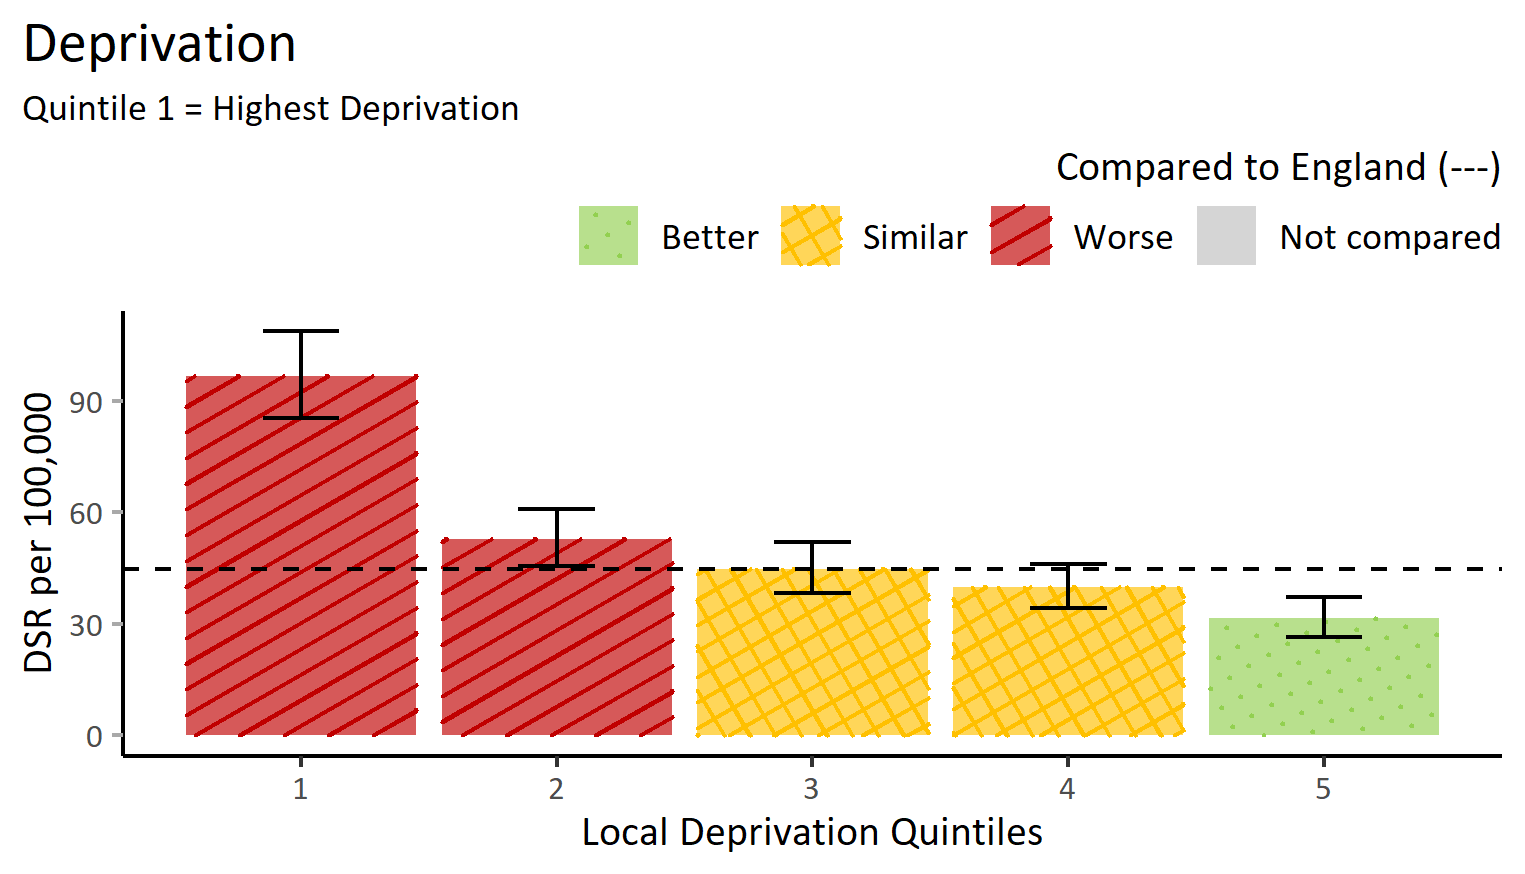 Deprivation
Quintile 1 = Highest Deprivation
Compared to England (---)
Better Similar Worse Not compared
DSR per 100,000
90
60
30
0
1 2 3 4 5
Local Deprivation Quintiles